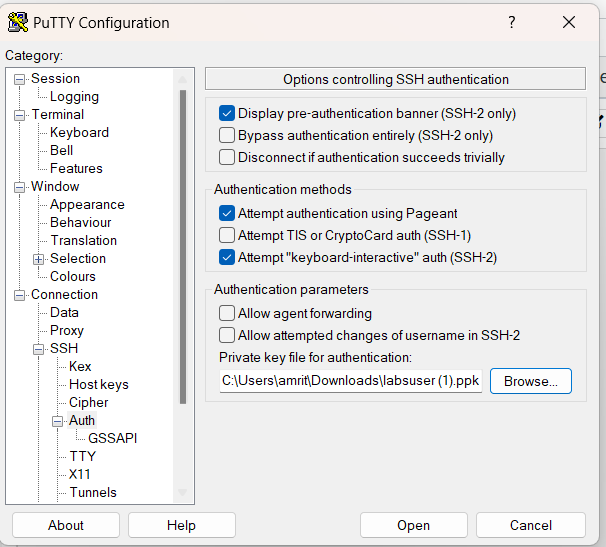 PuTTY Configuration
?
Category:
Session
Logging
Terminal
Keyboard
Bell
Features
Window
Appearance
Behaviour
Translation
Selection
Colours
Connection
Data
Proxy
SSH
Kex
Host keys
Cipher
Auth
GSSAPI
TTY
X11
Tunnels
Options controlling SSH authentication
Display pre-authentication banner (SSH-2 only)
Bypass authentication entirely (SSH-2 only)
Disconnect if authentication succeeds trivially
Authentication methods
Attempt authentication using Pageant
Attempt TIS or CryptoCard auth (SSH-1)
Attempt "keyboard-interactive" auth (SSH-2)
Authentication parameters
Allow agent forwarding
Allow attempted changes of username in SSH-2
Private key file for authentication:
C:\Users\amrit\Downloads\labsuser (1).ppk
Browse...
About
Help
Open
Cancel